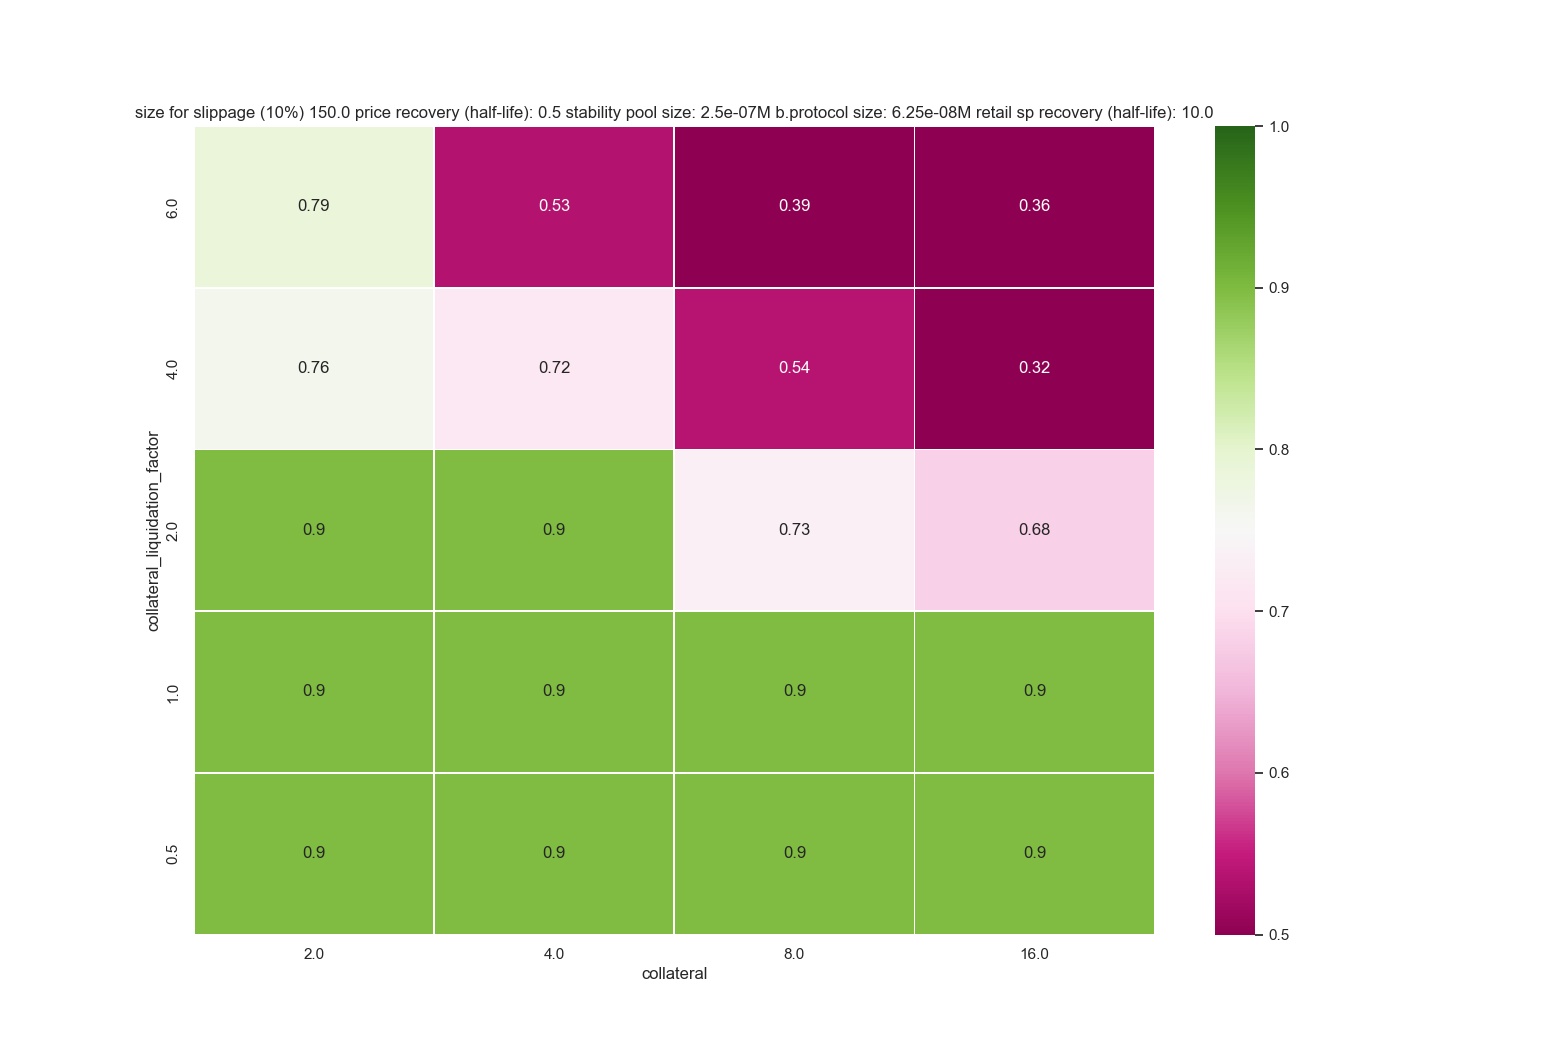 size for slippage (10%) 150.0 price recovery (half-life): 0.5 stability pool size: 2.5e-07M b.protocol size: 6.25e-08M retail sp recovery (half-life): 10.0
collateral_liquidation_factor
6.0 0.79 0.53 0.39 0.36
4.0 0.76 0.72 0.54 0.32
2.0 0.9 0.9 0.73 0.68
1.0 0.9 0.9 0.9 0.9
0.5 0.9 0.9 0.9 0.9
2.0 4.0 8.0 16.0
collateral
1.0
0.9
0.8
0.7
0.6
0.5